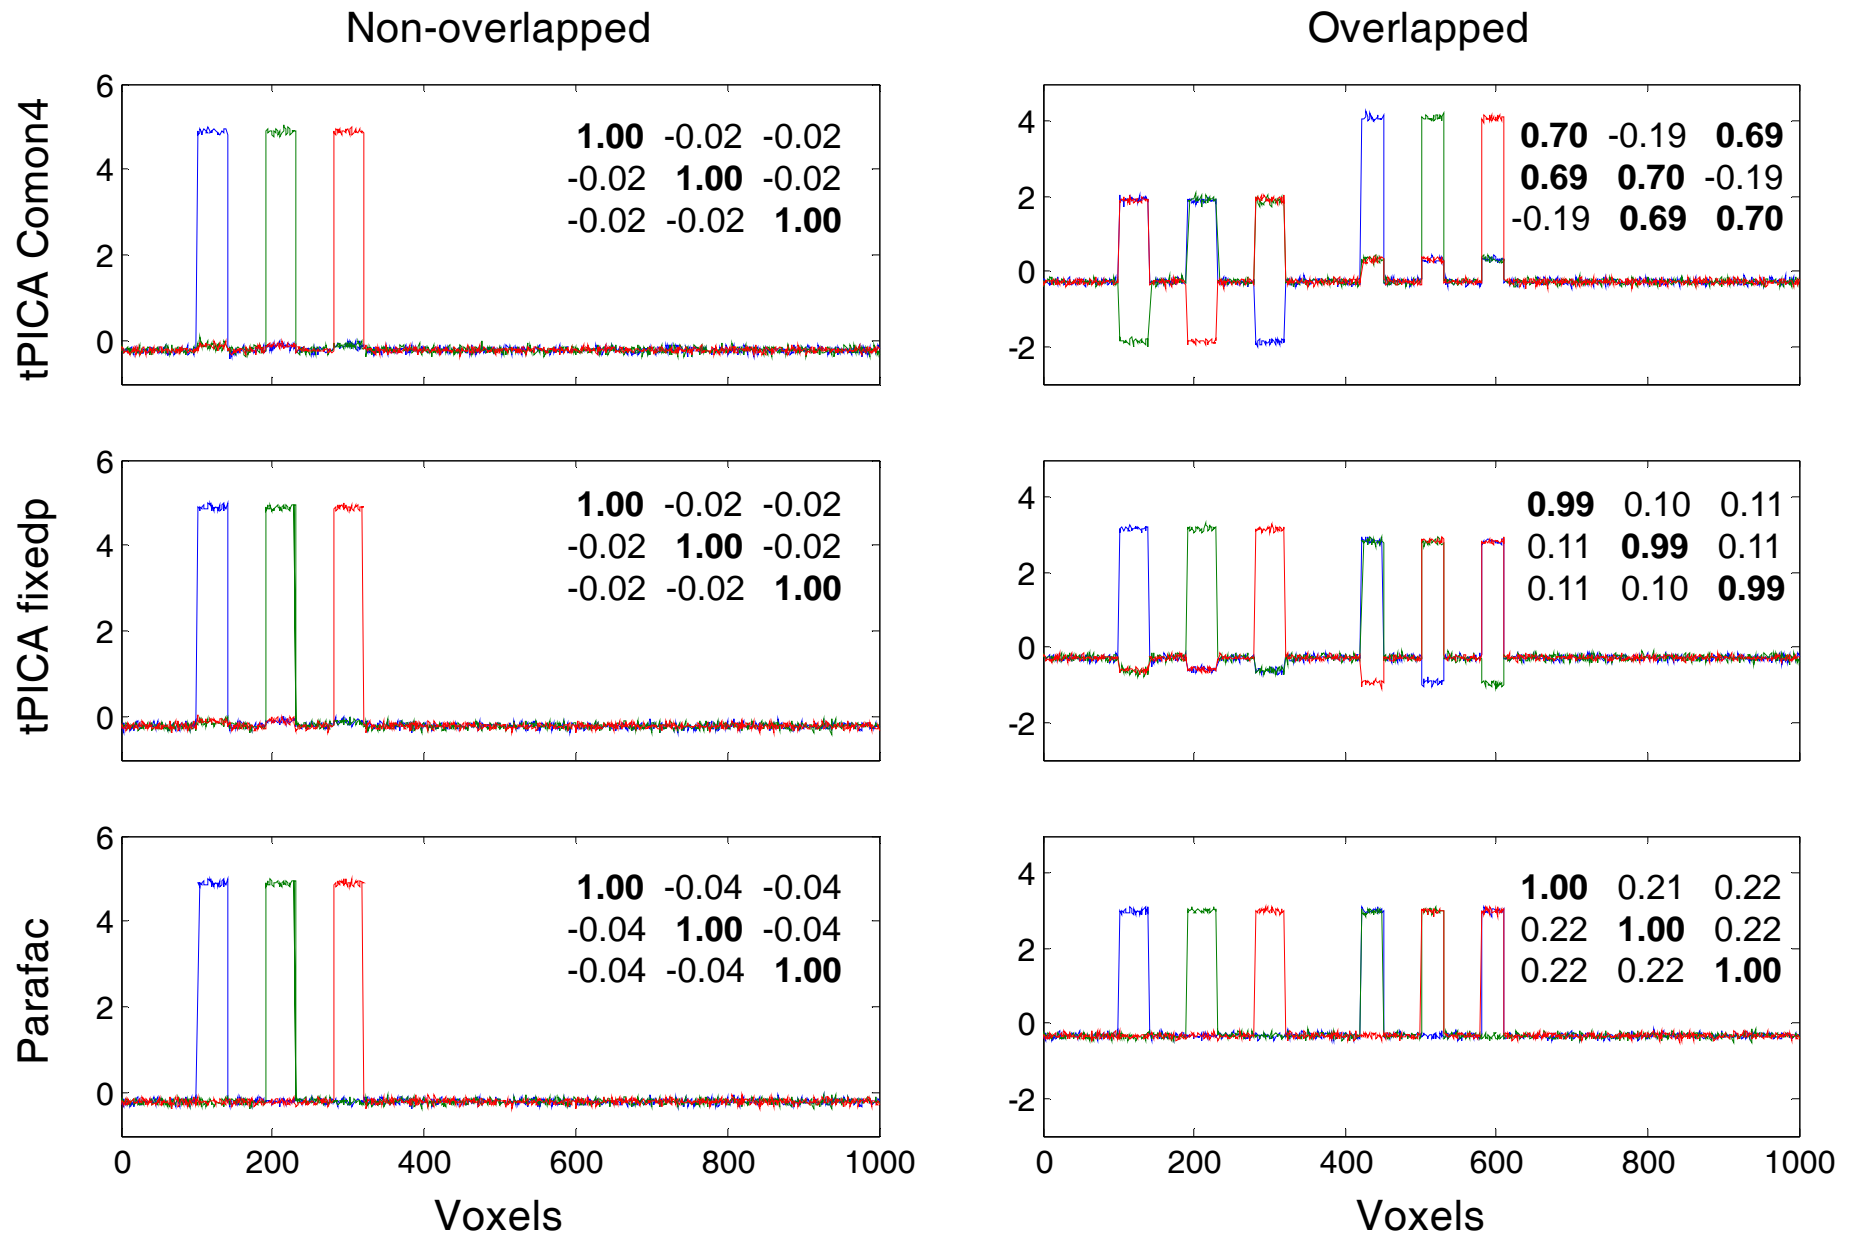 Non-overlapped
Overlapped
tPICA Comon4
6
4
2
0
1.00 -0.02 -0.02
-0.02 1.00 -0.02
-0.02 -0.02 1.00
4
2
0
-2
0.70 -0.19 0.69
0.69 0.70 -0.19
-0.19 0.69 0.70
tPICA fixedp
6
4
2
0
1.00 -0.02 -0.02
-0.02 1.00 -0.02
-0.02 -0.02 1.00
4
2
0
-2
0.99 0.10 0.11
0.11 0.99 0.11
0.11 0.10 0.99
Parafac
6
4
2
0
1.00 -0.04 -0.04
-0.04 1.00 -0.04
-0.04 -0.04 1.00
0 200 400 600 800 1000
Voxels
4
2
0
-2
1.00 0.21 0.22
0.22 1.00 0.22
0.22 0.22 1.00
0 200 400 600 800 1000
Voxels